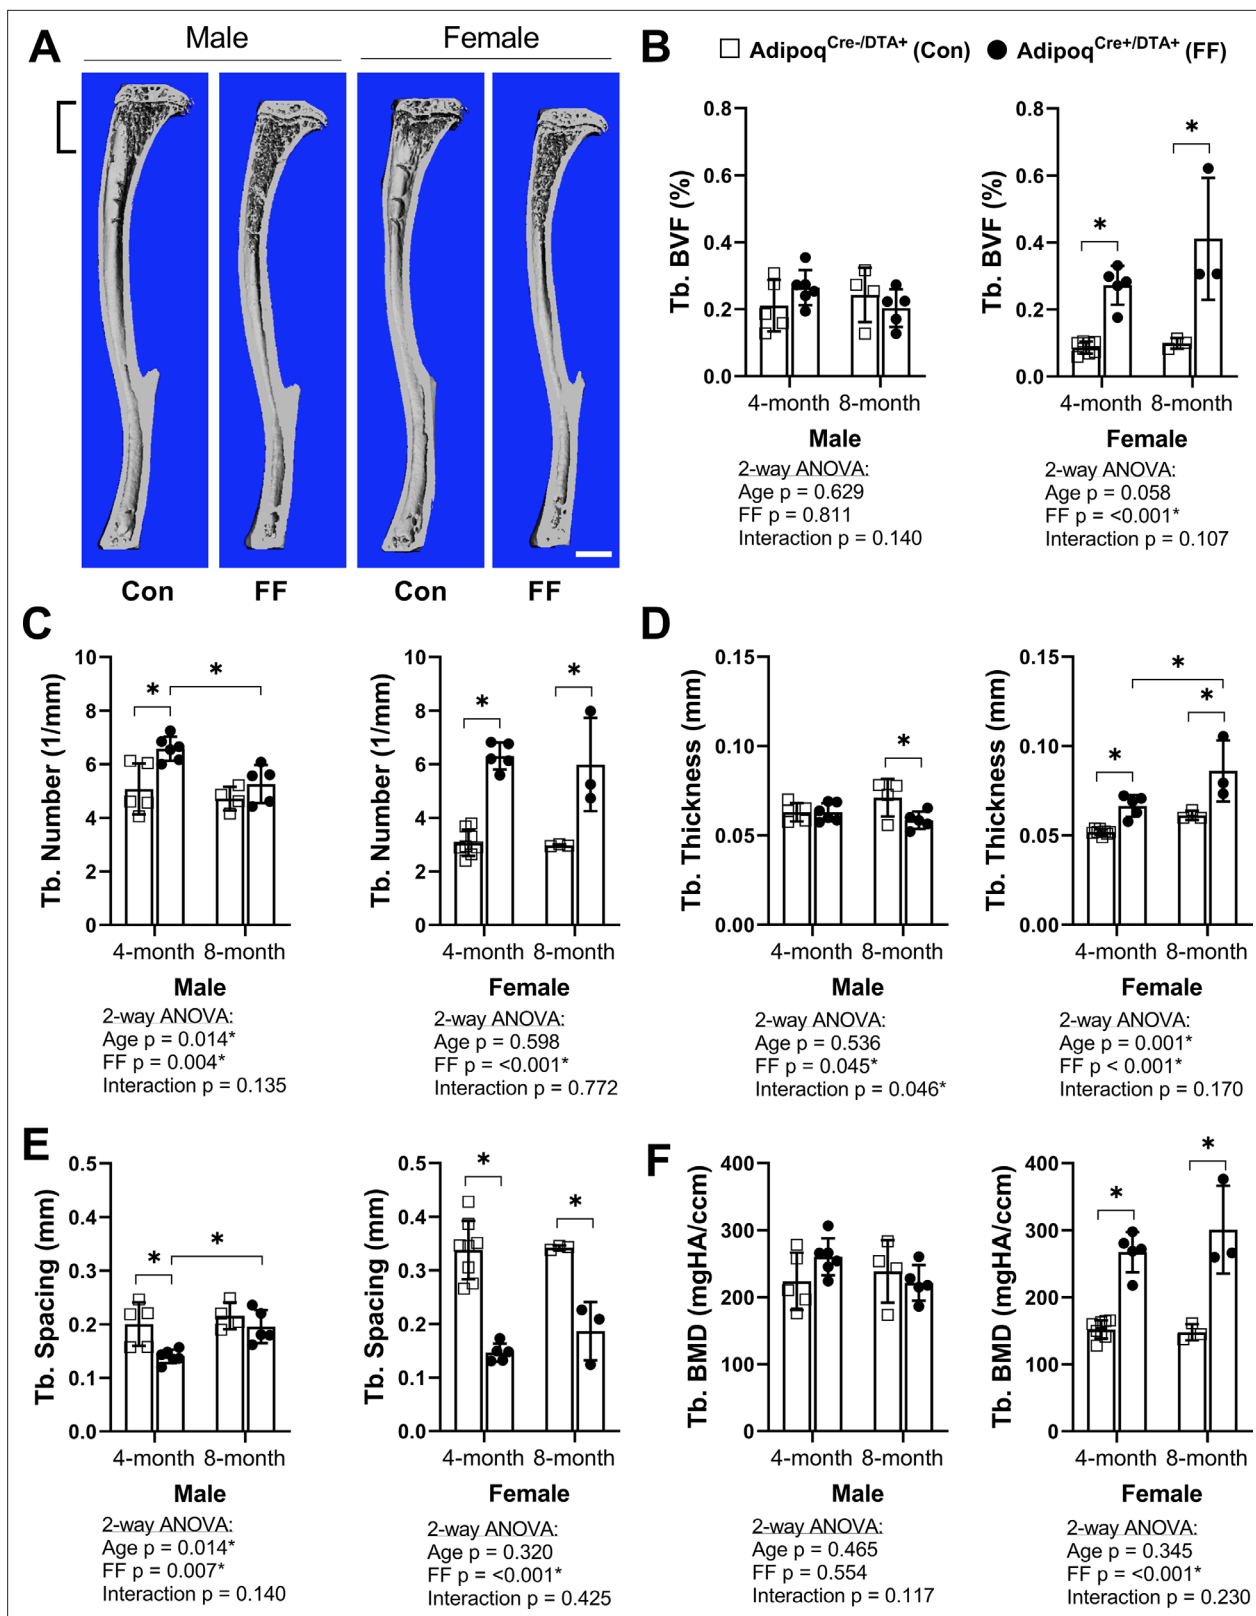 A
Male
Female
Con
FF
Con
FF
B
Adipoq^Cre-/DTA+ (Con)
Adipoq^Cre+/DTA+ (FF)
Tb. BVF (%)
0.8
0.6
0.4
0.2
0.0
4-month 8-month
Male
2-way ANOVA:
Age p = 0.629
FF p = 0.811
Interaction p = 0.140
Tb. BVF (%)
0.8
0.6
0.4
0.2
0.0
*
*
4-month 8-month
Female
2-way ANOVA:
Age p = 0.058
FF p = <0.001*
Interaction p = 0.107
C
Tb. Number (1/mm)
10
8
6
4
2
0
*
*
4-month 8-month
Male
2-way ANOVA:
Age p = 0.014*
FF p = 0.004*
Interaction p = 0.135
Tb. Number (1/mm)
10
8
6
4
2
0
*
*
4-month 8-month
Female
2-way ANOVA:
Age p = 0.598
FF p = <0.001*
Interaction p = 0.772
D
Tb. Thickness (mm)
0.15
0.10
0.05
0.00
*
4-month 8-month
Male
2-way ANOVA:
Age p = 0.536
FF p = 0.045*
Interaction p = 0.046*
Tb. Thickness (mm)
0.15
0.10
0.05
0.00
*
*
*
4-month 8-month
Female
2-way ANOVA:
Age p = 0.001*
FF p < 0.001*
Interaction p = 0.170
E
Tb. Spacing (mm)
0.5
0.4
0.3
0.2
0.1
0.0
*
*
4-month 8-month
Male
2-way ANOVA:
Age p = 0.014*
FF p = 0.007*
Interaction p = 0.140
Tb. Spacing (mm)
0.5
0.4
0.3
0.2
0.1
0.0
*
*
4-month 8-month
Female
2-way ANOVA:
Age p = 0.320
FF p = <0.001*
Interaction p = 0.425
F
Tb. BMD (mgHA/ccm)
400
300
200
100
0
4-month 8-month
Male
2-way ANOVA:
Age p = 0.465
FF p = 0.554
Interaction p = 0.117
Tb. BMD (mgHA/ccm)
400
300
200
100
0
*
*
4-month 8-month
Female
2-way ANOVA:
Age p = 0.345
FF p = <0.001*
Interaction p = 0.230